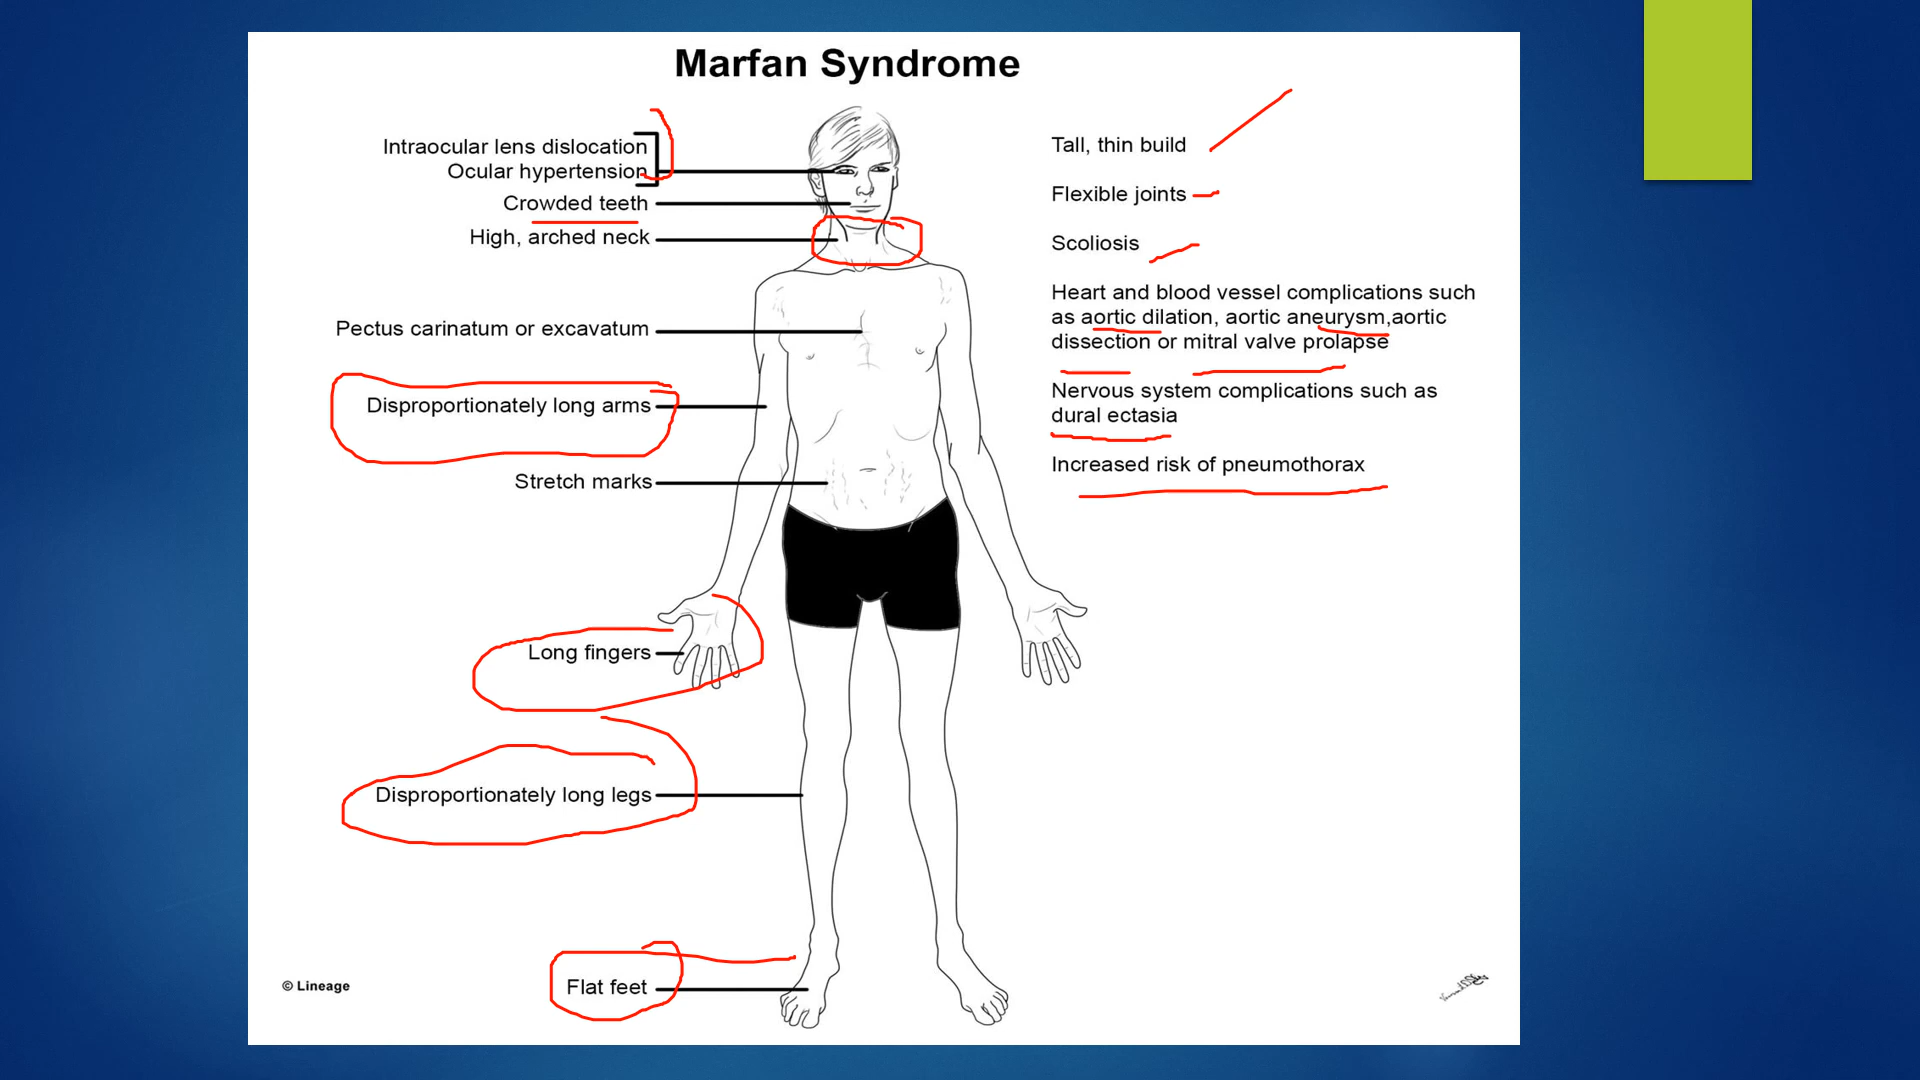 Marfan Syndrome
Intraocular lens dislocation
Ocular hypertension
Crowded teeth
High, arched neck
Pectus carinatum or excavatum
Disproportionately long arms
Stretch marks
Long fingers
Disproportionately long legs
Flat feet
Tall, thin build
Flexible joints
Scoliosis
Heart and blood vessel complications such
as aortic dilation, aortic aneurysm,aortic
dissection or mitral valve prolapse
Nervous system complications such as
dural ectasia
Increased risk of pneumothorax
© Lineage